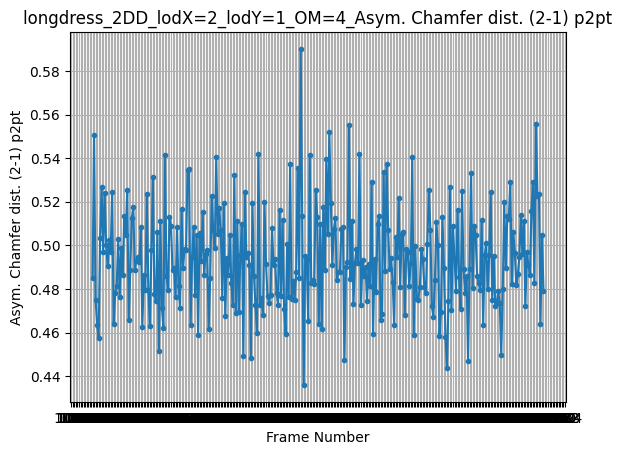 longdress_2DD_lodX=2_lodY=1_OM=4_Asym. Chamfer dist. (2-1) p2pt
0.58
0.56
0.54
0.52
0.50
0.48
0.46
0.44
Asym. Chamfer dist. (2-1) p2pt
Frame Number